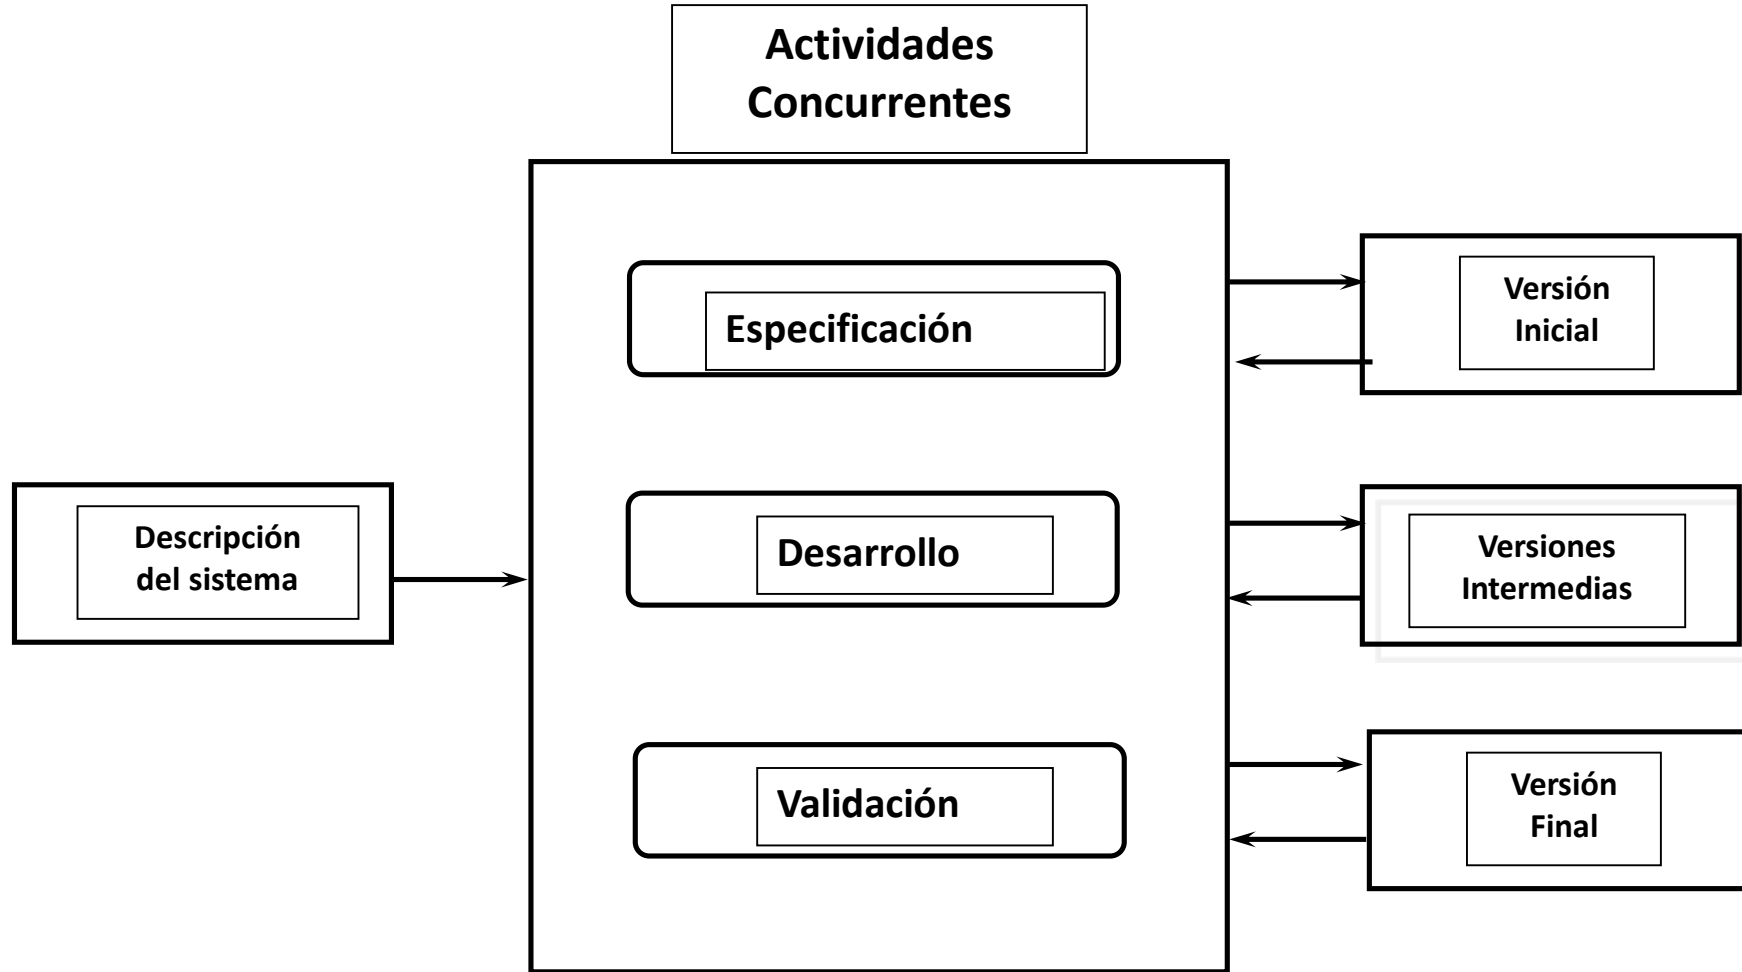 Actividades
Concurrentes
Especificación
Versión
Inicial
Descripción
del sistema
Desarrollo
Versiones
Intermedias
Validación
Versión
Final